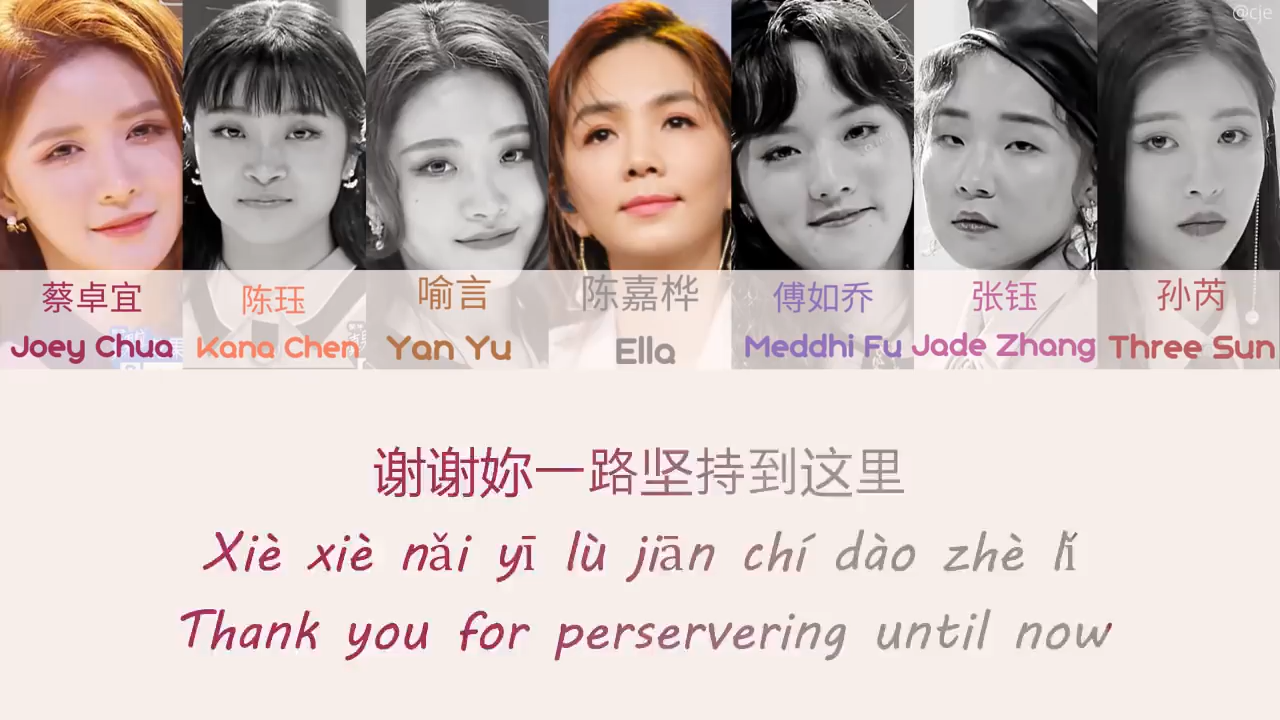 @cje
蔡卓宜 陈珏 喻言 陈嘉桦 傅如乔 张钰 孙芮
Joey Chua Kana Chen Yan Yu Ella Meddhi Fu Jade Zhang Three Sun
谢谢妳一路坚持到这里
Xiè xiè nǎi yī lù jiān chí dào zhè lǐ
Thank you for perservering until now